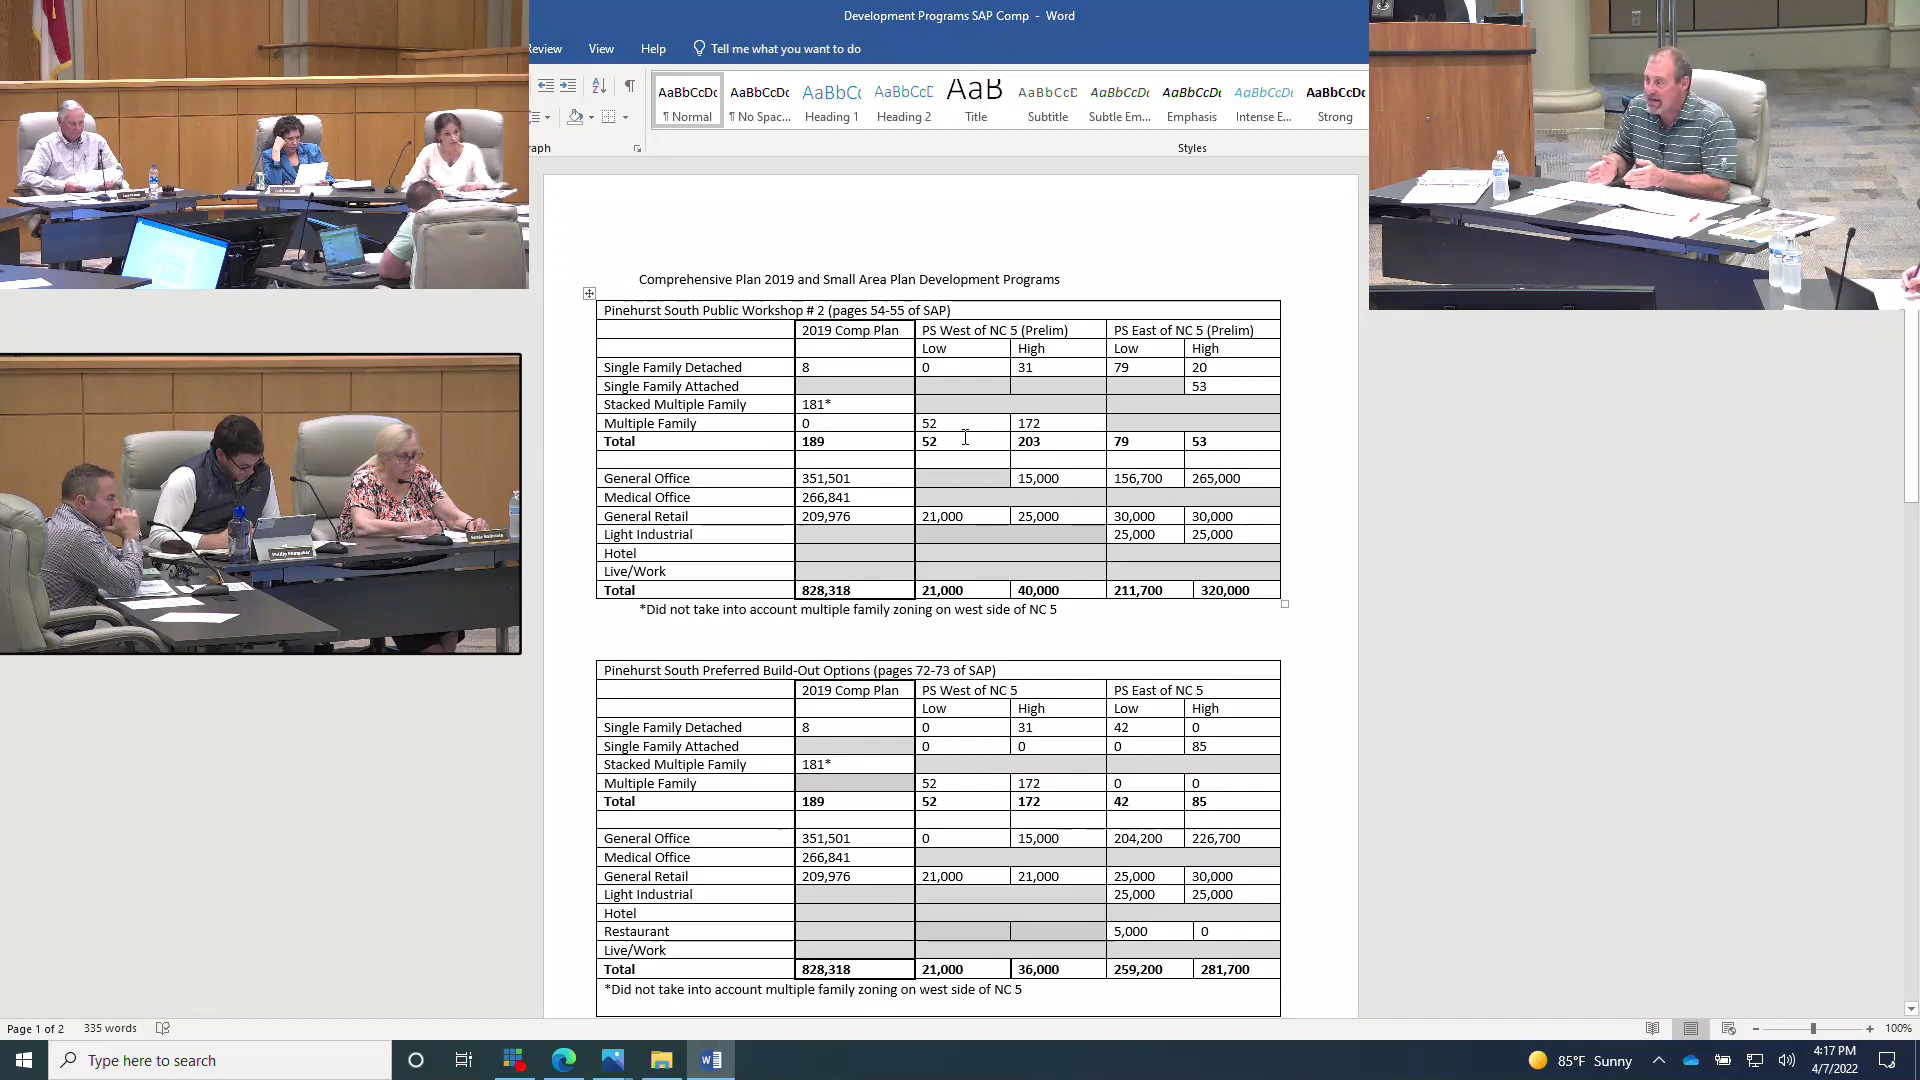 Development Programs SAP Comp - Word
Review View Help Tell me what you want to do
AaBbCcDc AaBbCcDc AaBbCc AaBbCcD AaB AaBbCcD AaBbCcDc AaBbCcDc AaBbCcDc AaBbCcDc
¶ Normal ¶ No Spac... Heading 1 Heading 2 Title Subtitle Subtle Em... Emphasis Intense E... Strong
graph Styles
Comprehensive Plan 2019 and Small Area Plan Development Programs
Pinehurst South Public Workshop # 2 (pages 54-55 of SAP)
2019 Comp Plan PS West of NC 5 (Prelim) PS East of NC 5 (Prelim)
Low High Low High
Single Family Detached 8 0 31 79 20
Single Family Attached 53
Stacked Multiple Family 181*
Multiple Family 0 52 172
Total 189 52 203 79 53
General Office 351,501 15,000 156,700 265,000
Medical Office 266,841
General Retail 209,976 21,000 25,000 30,000 30,000
Light Industrial 25,000 25,000
Hotel
Live/Work
Total 828,318 21,000 40,000 211,700 320,000
*Did not take into account multiple family zoning on west side of NC 5
Pinehurst South Preferred Build-Out Options (pages 72-73 of SAP)
2019 Comp Plan PS West of NC 5 PS East of NC 5
Low High Low High
Single Family Detached 8 0 31 42 0
Single Family Attached 0 0 0 85
Stacked Multiple Family 181*
Multiple Family 52 172 0 0
Total 189 52 172 42 85
General Office 351,501 0 15,000 204,200 226,700
Medical Office 266,841
General Retail 209,976 21,000 21,000 25,000 30,000
Light Industrial 25,000 25,000
Hotel
Restaurant 5,000 0
Live/Work
Total 828,318 21,000 36,000 259,200 281,700
*Did not take into account multiple family zoning on west side of NC 5
Page 1 of 2 335 words 100%
Type here to search 85°F Sunny 4:17 PM
4/7/2022